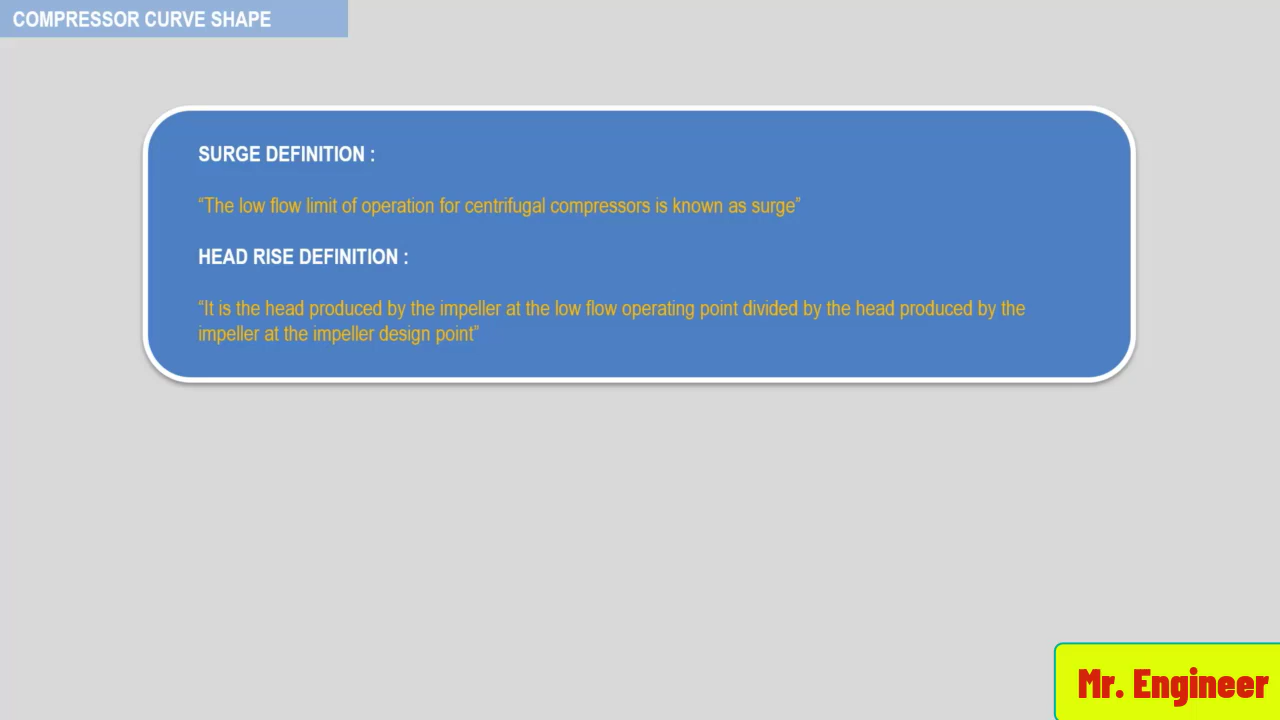 COMPRESSOR CURVE SHAPE
SURGE DEFINITION :
“The low flow limit of operation for centrifugal compressors is known as surge”
HEAD RISE DEFINITION :
“It is the head produced by the impeller at the low flow operating point divided by the head produced by the
impeller at the impeller design point”
Mr. Engineer